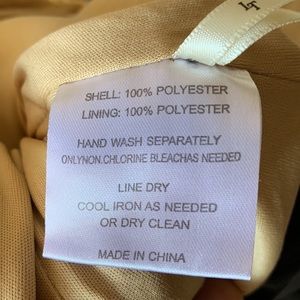 SHELL: 100% POLYESTER
LINING: 100% POLYESTER
HAND WASH SEPARATELY
ONLYNON.CHLORINE BLEACHAS NEEDED
LINE DRY
COOL IRON AS NEEDED
OR DRY CLEAN
MADE IN CHINA